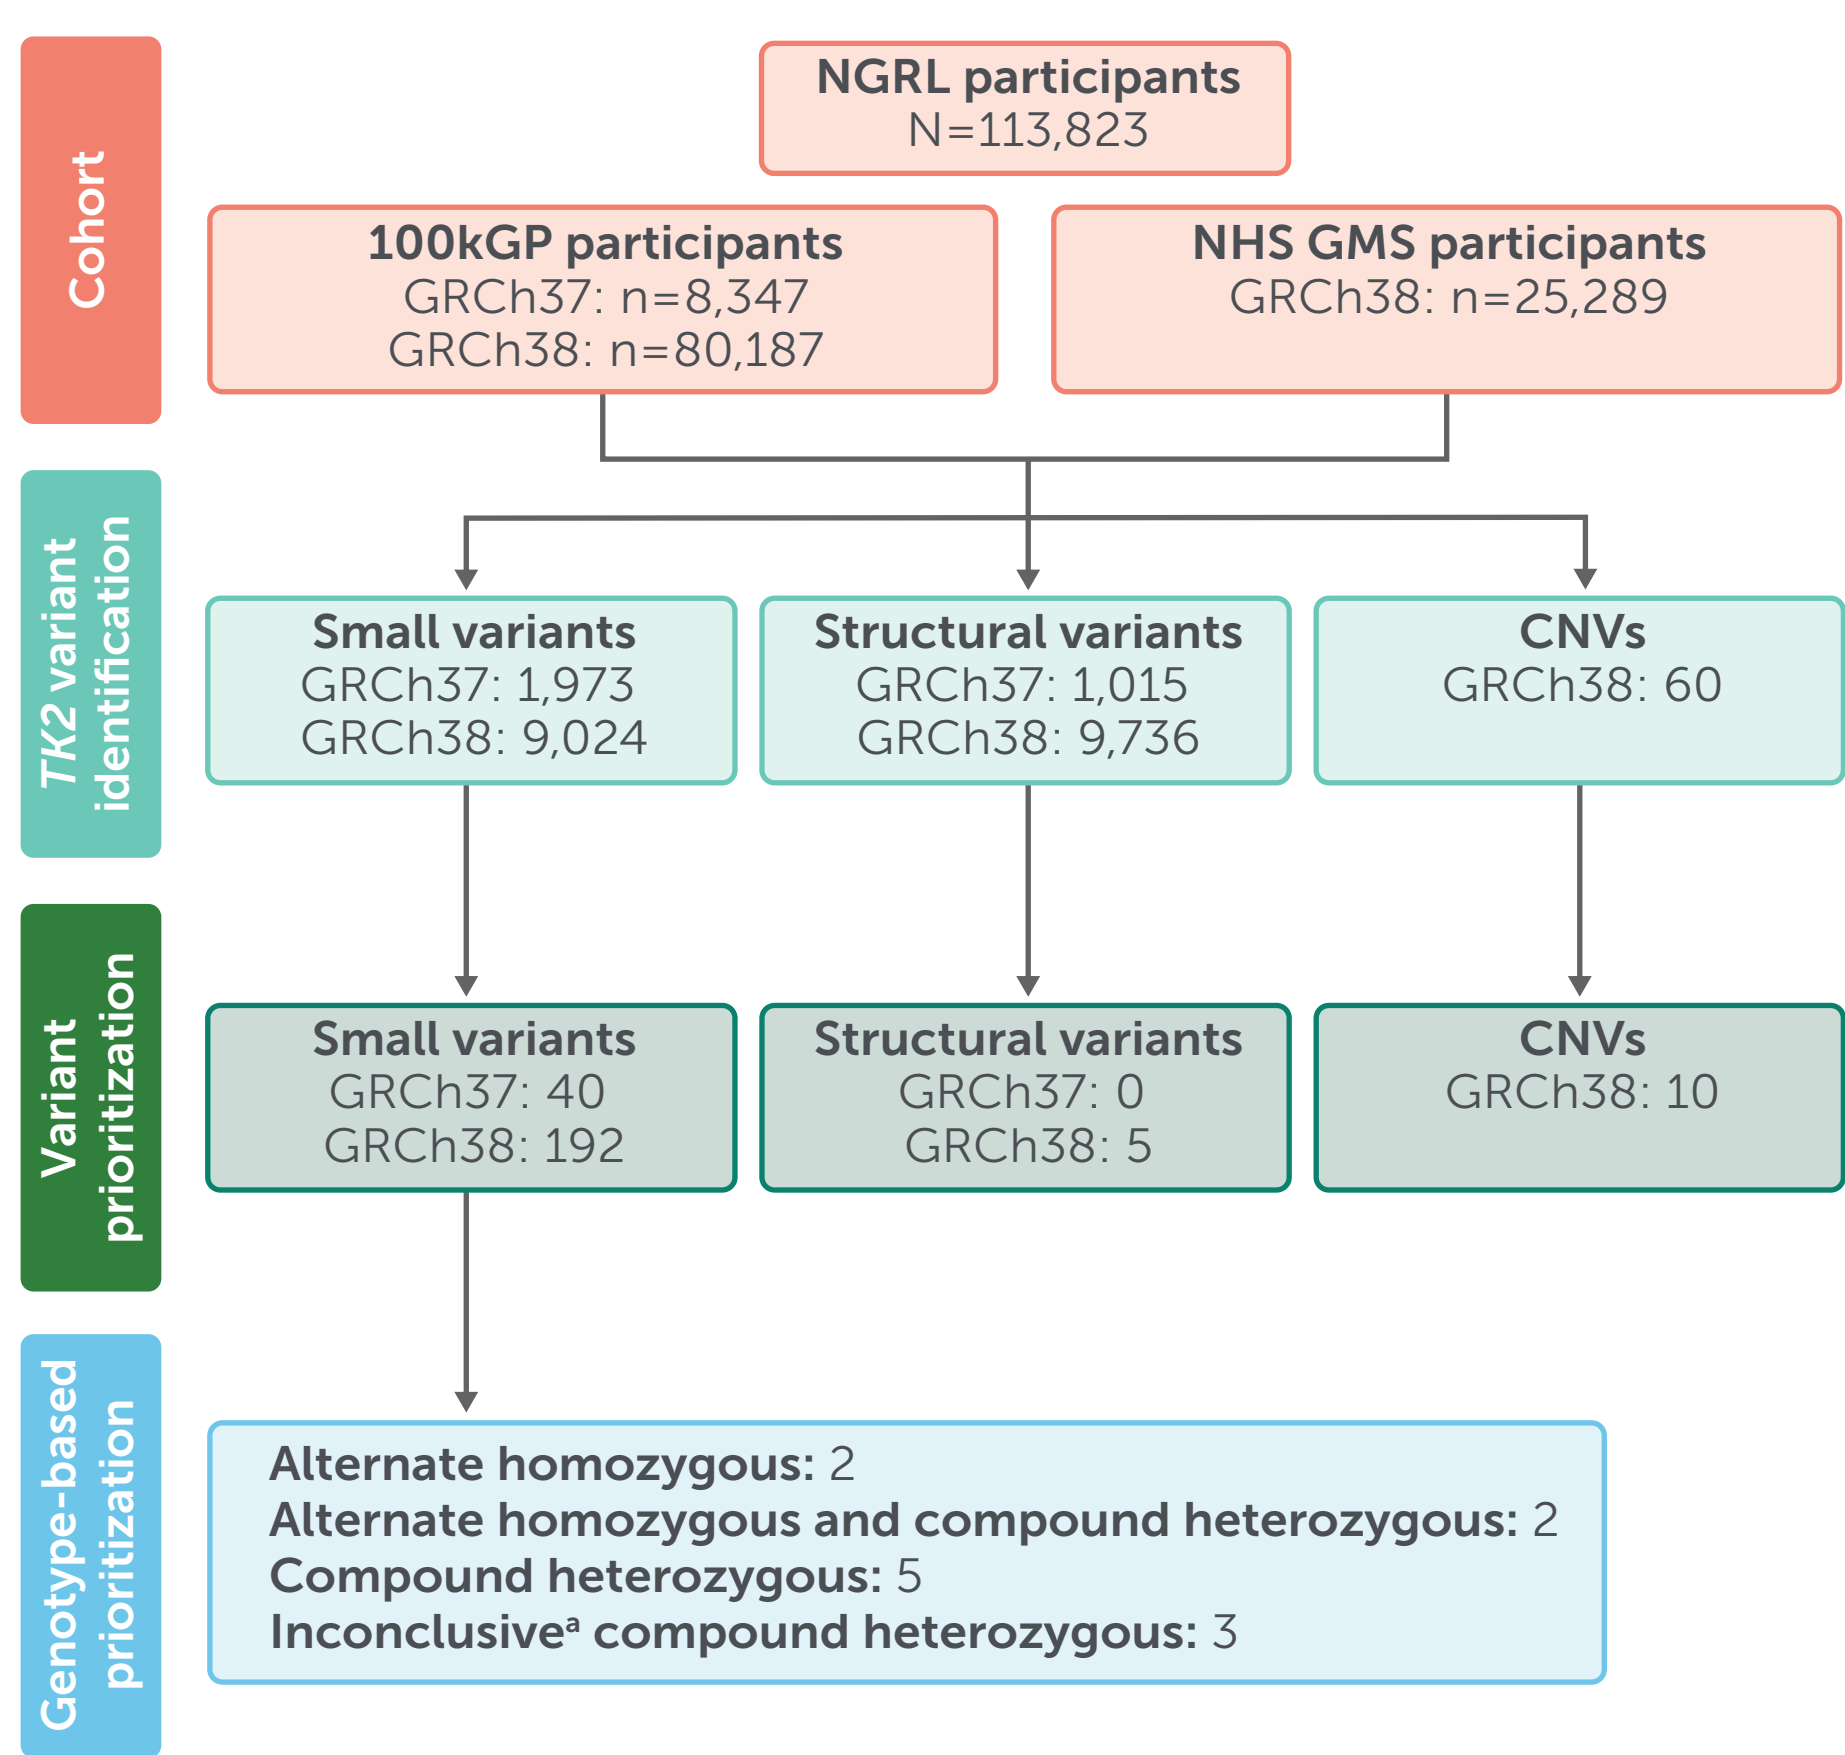 Cohort
NGRL participants
N=113,823
100kGP participants
GRCh37: n=8,347
GRCh38: n=80,187
NHS GMS participants
GRCh38: n=25,289
TK2 variant
identification
Small variants
GRCh37: 1,973
GRCh38: 9,024
Structural variants
GRCh37: 1,015
GRCh38: 9,736
CNVs
GRCh38: 60
Variant
prioritization
Small variants
GRCh37: 40
GRCh38: 192
Structural variants
GRCh37: 0
GRCh38: 5
CNVs
GRCh38: 10
Genotype-based
prioritization
Alternate homozygous: 2
Alternate homozygous and compound heterozygous: 2
Compound heterozygous: 5
Inconclusiveᵃ compound heterozygous: 3